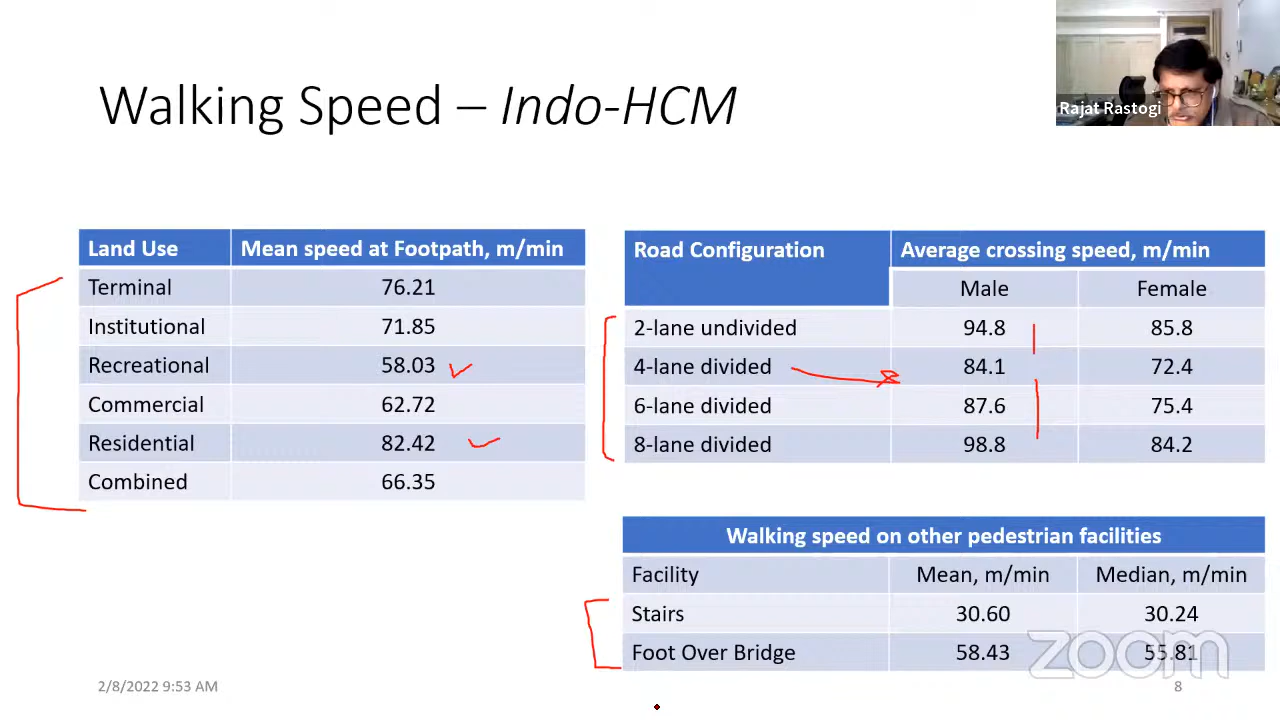 Rajat Rastogi
Walking Speed – Indo-HCM
Land Use Mean speed at Footpath, m/min
Terminal 76.21
Institutional 71.85
Recreational 58.03
Commercial 62.72
Residential 82.42
Combined 66.35
Road Configuration Average crossing speed, m/min
Male Female
2-lane undivided 94.8 85.8
4-lane divided 84.1 72.4
6-lane divided 87.6 75.4
8-lane divided 98.8 84.2
Walking speed on other pedestrian facilities
Facility Mean, m/min Median, m/min
Stairs 30.60 30.24
Foot Over Bridge 58.43 55.81
zoom
2/8/2022 9:53 AM 8